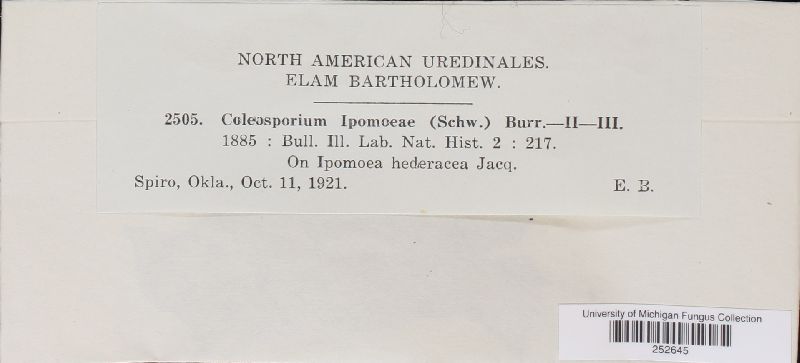 NORTH AMERICAN UREDINALES.
ELAM BARTHOLOMEW.
2505. Coleosporium Ipomoeae (Schw.) Burr.—II—III.
1885 : Bull. Ill. Lab. Nat. Hist. 2 : 217.
On Ipomoea hederacea Jacq.
Spiro, Okla., Oct. 11, 1921. E. B.
University of Michigan Fungus Collection
252645